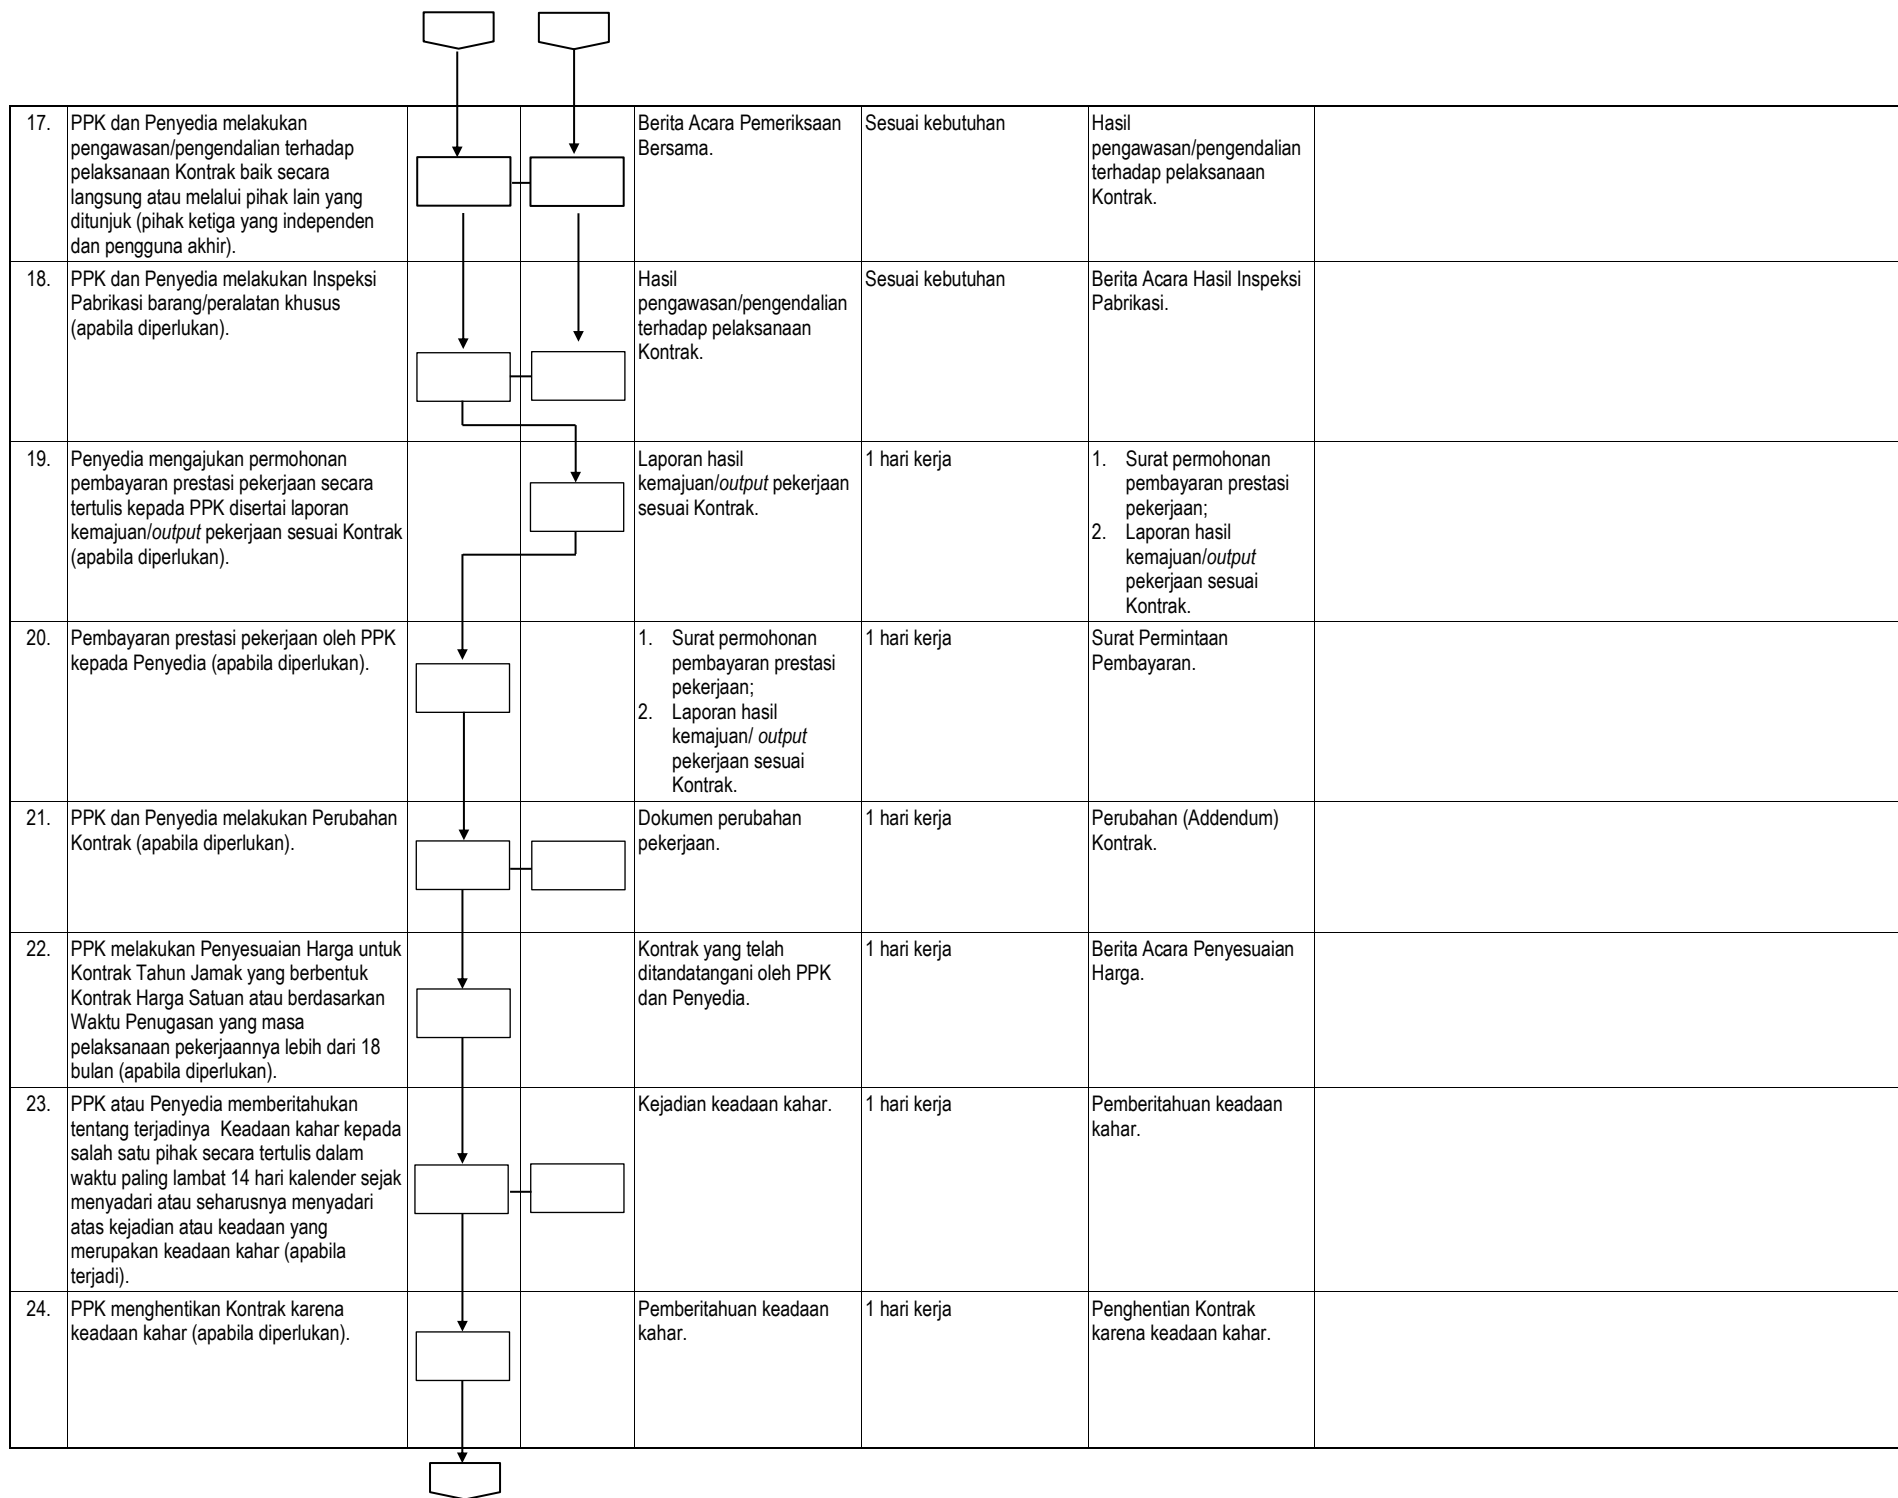 17.
PPK dan Penyedia melakukan
pengawasan/pengendalian terhadap
pelaksanaan Kontrak baik secara
langsung atau melalui pihak lain yang
ditunjuk (pihak ketiga yang independen
dan pengguna akhir).
Berita Acara Pemeriksaan
Bersama.
Sesuai kebutuhan
Hasil
pengawasan/pengendalian
terhadap pelaksanaan
Kontrak.
18.
PPK dan Penyedia melakukan Inspeksi
Pabrikasi barang/peralatan khusus
(apabila diperlukan).
Hasil
pengawasan/pengendalian
terhadap pelaksanaan
Kontrak.
Sesuai kebutuhan
Berita Acara Hasil Inspeksi
Pabrikasi.
19.
Penyedia mengajukan permohonan
pembayaran prestasi pekerjaan secara
tertulis kepada PPK disertai laporan
kemajuan/output pekerjaan sesuai Kontrak
(apabila diperlukan).
Laporan hasil
kemajuan/output pekerjaan
sesuai Kontrak.
1 hari kerja
1. Surat permohonan
pembayaran prestasi
pekerjaan;
2. Laporan hasil
kemajuan/output
pekerjaan sesuai
Kontrak.
20.
Pembayaran prestasi pekerjaan oleh PPK
kepada Penyedia (apabila diperlukan).
1. Surat permohonan
pembayaran prestasi
pekerjaan;
2. Laporan hasil
kemajuan/ output
pekerjaan sesuai
Kontrak.
1 hari kerja
Surat Permintaan
Pembayaran.
21.
PPK dan Penyedia melakukan Perubahan
Kontrak (apabila diperlukan).
Dokumen perubahan
pekerjaan.
1 hari kerja
Perubahan (Addendum)
Kontrak.
22.
PPK melakukan Penyesuaian Harga untuk
Kontrak Tahun Jamak yang berbentuk
Kontrak Harga Satuan atau berdasarkan
Waktu Penugasan yang masa
pelaksanaan pekerjaannya lebih dari 18
bulan (apabila diperlukan).
Kontrak yang telah
ditandatangani oleh PPK
dan Penyedia.
1 hari kerja
Berita Acara Penyesuaian
Harga.
23.
PPK atau Penyedia memberitahukan
tentang terjadinya  Keadaan kahar kepada
salah satu pihak secara tertulis dalam
waktu paling lambat 14 hari kalender sejak
menyadari atau seharusnya menyadari
atas kejadian atau keadaan yang
merupakan keadaan kahar (apabila
terjadi).
Kejadian keadaan kahar.
1 hari kerja
Pemberitahuan keadaan
kahar.
24.
PPK menghentikan Kontrak karena
keadaan kahar (apabila diperlukan).
Pemberitahuan keadaan
kahar.
1 hari kerja
Penghentian Kontrak
karena keadaan kahar.